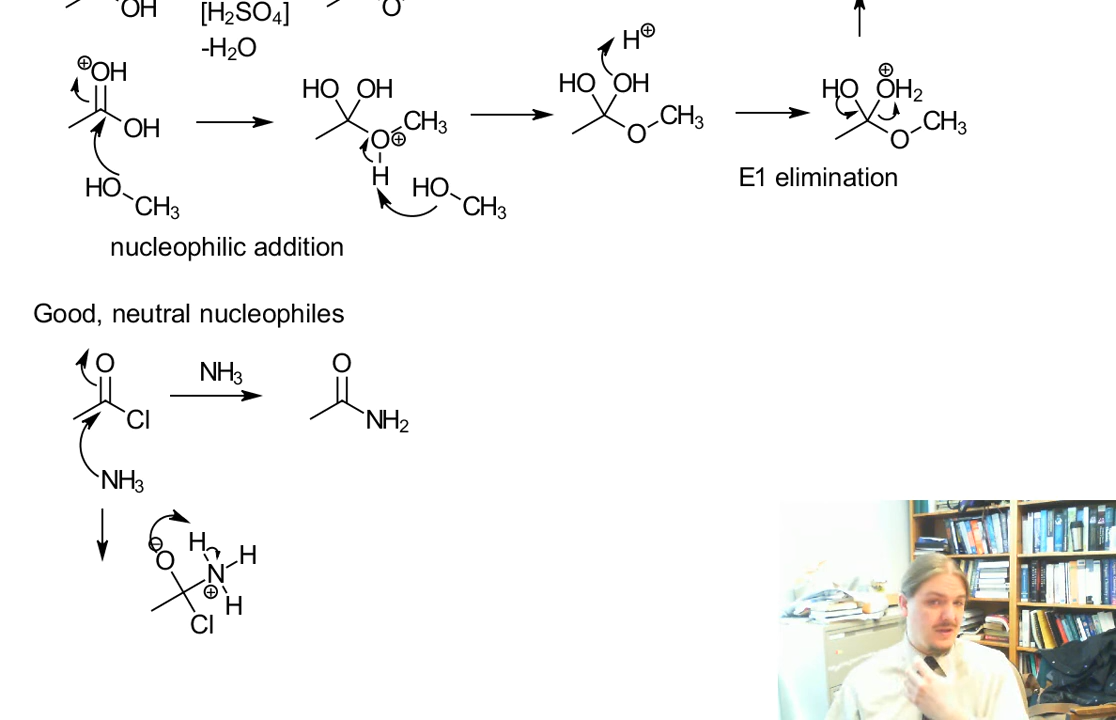 OH
[H₂SO₄]
O
-H₂O
⊕OH
OH
HO
CH₃
HO OH
O⊕
CH₃
H
HO
CH₃
H⊕
HO OH
O
CH₃
HO
⊕
OH₂
O
CH₃
E1 elimination
nucleophilic addition
Good, neutral nucleophiles
O
Cl
NH₃
O
NH₂
NH₃
⊖
O
H
N
⊕
H
H
Cl